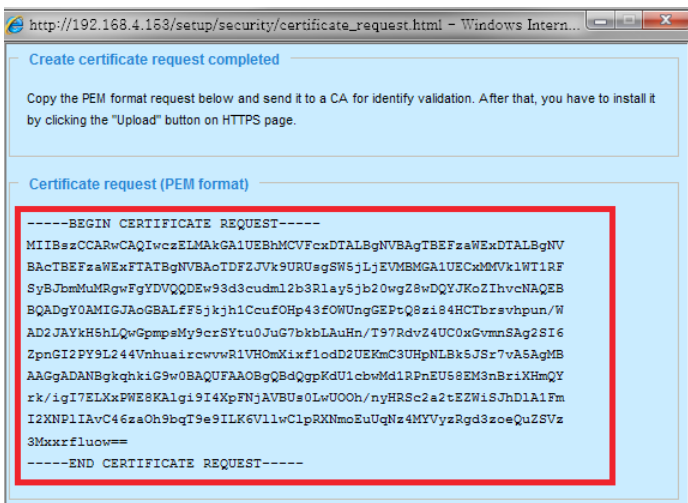 http://192.168.4.153/setup/security/certificate_request.html - Windows Intern...
Create certificate request completed
Copy the PEM format request below and send it to a CA for identify validation. After that, you have to install it
by clicking the "Upload" button on HTTPS page.
Certificate request (PEM format)
-----BEGIN CERTIFICATE REQUEST-----
MIIBszCCARwCAQIwczELMAkGA1UEBhMCVFcxDTALBgNVBAgTBEFzaWExDTALBgNV
BAcTBEFzaWExFTATBgNVBAoTDFZJVk9URUsgSW5jLjEVMBMGA1UECxMMVklWT1RF
SyBJbmMuMRgwFgYDVQQDEw93d3cudml2b3Rlay5jb20wgZ8wDQYJKoZIhvcNAQEB
BQADgY0AMIGJAoGBALfF5jkjh1CcufOHp43fOWUngGEPtQ8zi84HCTbrsvhpun/W
AD2JAYkH5hLQwGpmpsMy9crSYtu0JuG7bkbLAuHn/T97RdvZ4UC0xGvmnSAg2SI6
ZpnGI2PY9L244VnhuaircwvwR1VHOmXixf1odD2UEKmC3UHpNLBk5JSr7vA5AgMB
AAGgADANBgkqhkiG9w0BAQUFAAOBgQBdQgpKdU1cbwMd1RPnEU58EM3nBriXHmQY
rk/igI7ELXxPWE8KAlgi9I4XpFNjAVBUs0LwUOOh/nyHRSc2a2tEZWiSJhDlA1Fm
I2XNPlIAvC46zaOh9bqT9e9ILK6VllwClpRXNmoEuUqNz4MYVyzRgd3zoeQuZSVz
3Mxxrfluow==
-----END CERTIFICATE REQUEST-----